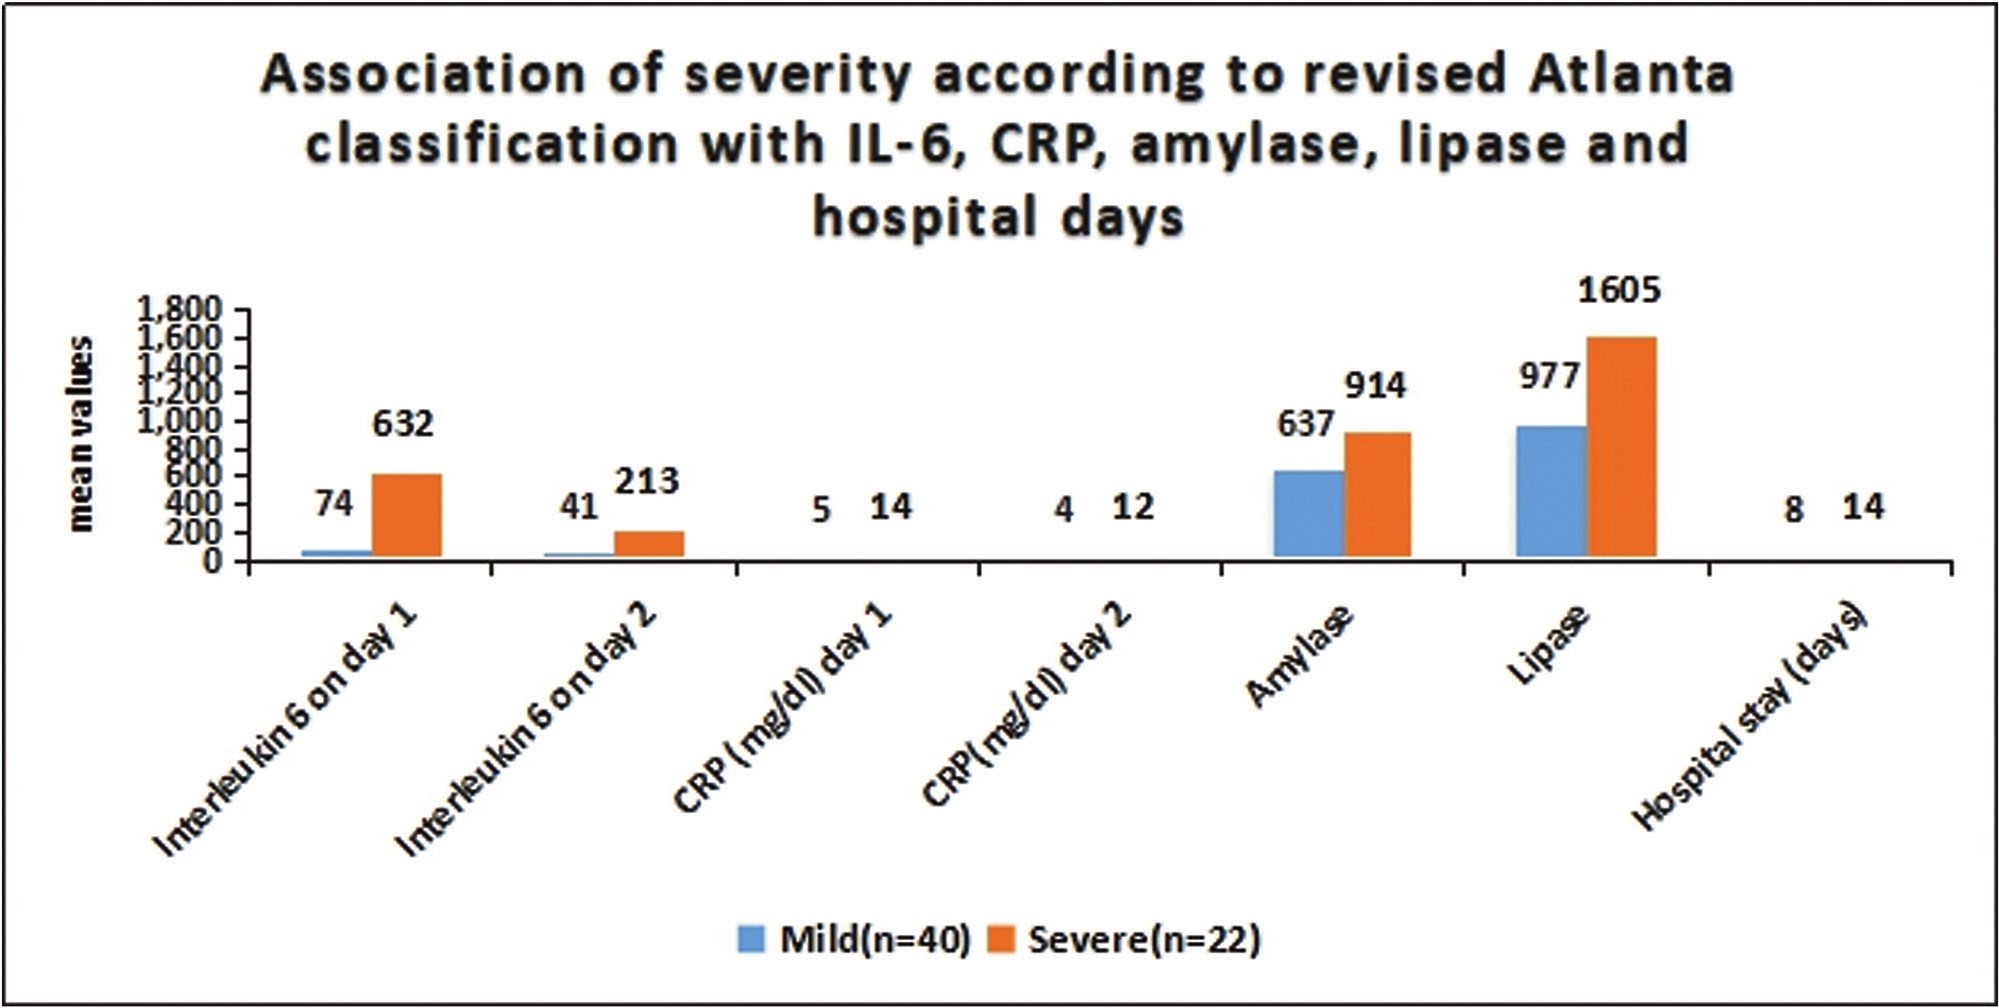 Association of severity according to revised Atlanta
classification with IL-6, CRP, amylase, lipase and
hospital days
mean values
1,800
1,600
1,400
1,200
1,000
800
600
400
200
0
74
632
41
213
5
14
4
12
637
914
977
1605
8
14
Interleukin 6 on day 1
Interleukin 6 on day 2
CRP (mg/dl) day 1
CRP(mg/dl) day 2
Amylase
Lipase
Hospital stay (days)
Mild(n=40)
Severe(n=22)